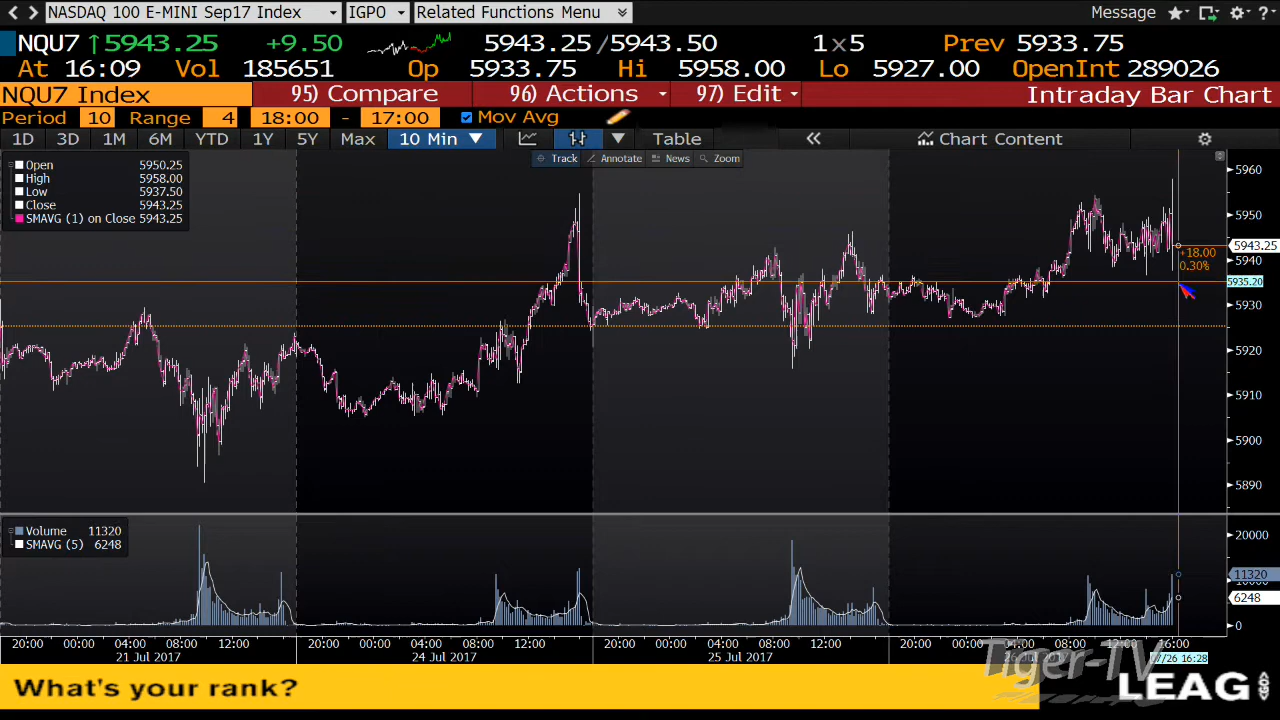 NASDAQ 100 E-MINI Sep17 Index IGPO Related Functions Menu Message ?
NQU7 ↑5943.25 +9.50 5943.25/5943.50 1x5 Prev 5933.75
At 16:09 Vol 185651 Op 5933.75 Hi 5958.00 Lo 5927.00 OpenInt 289026
NQU7 Index 95) Compare 96) Actions 97) Edit Intraday Bar Chart
Period 10 Range 4 18:00 - 17:00 Mov Avg
1D 3D 1M 6M YTD 1Y 5Y Max 10 Min ▼ ▼ Table « Chart Content
Track Annotate News Zoom
Open 5950.25
High 5958.00
Low 5937.50
Close 5943.25
SMAVG (1) on Close 5943.25
5960
5950
5943.25
+18.00
5940
0.30%
5935.20
5930
5920
5910
5900
5890
Volume 11320
SMAVG (5) 6248
20000
11320
10000
6248
0
20:00 00:00 04:00 08:00 12:00 20:00 00:00 04:00 08:00 12:00 20:00 00:00 04:00 08:00 12:00 20:00 00:00 04:00 08:00 12:00 16:00
21 Jul 2017 24 Jul 2017 25 Jul 2017 26 Jul 2017 07/26 16:28
Tiger-TV
What's your rank?
LEAG